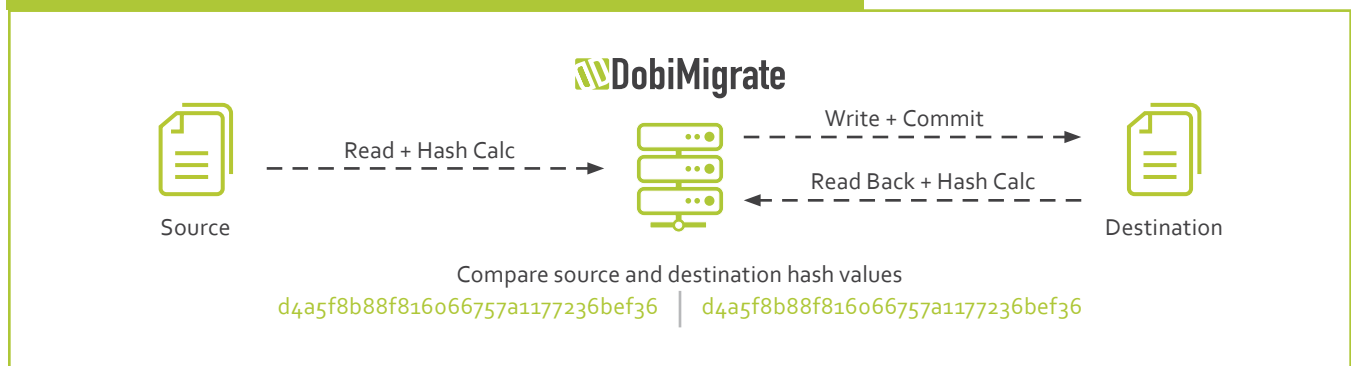 DobiMigrate
Write + Commit
Read + Hash Calc
Read Back + Hash Calc
Source
Destination
Compare source and destination hash values
d4a5f8b88f816066757a1177236bef36
d4a5f8b88f816066757a1177236bef36